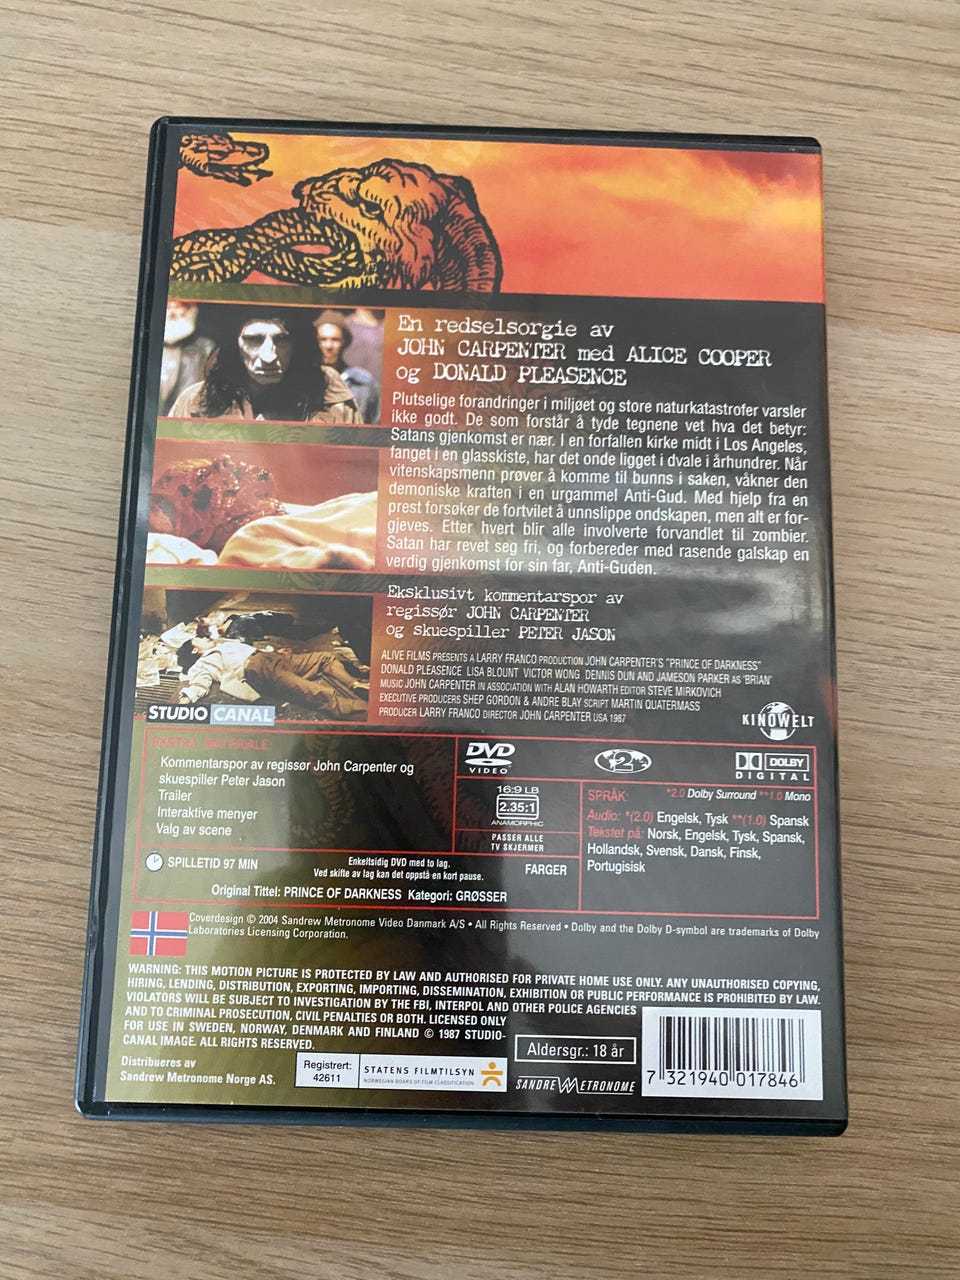 En redselsorgie av
JOHN CARPENTER med ALICE COOPER
og DONALD PLEASENCE
Plutselige forandringer i miljøet og store naturkatastrofer varsler
ikke godt. De som forstår å tyde tegnene vet hva det betyr:
Satans gjenkomst er nær. I en forfallen kirke midt i Los Angeles,
fanget i en glasskiste, har det onde ligget i dvale i århundrer. Når
vitenskapsmenn prøver å komme til bunns i saken, våkner den
demoniske kraften i en urgammel Anti-Gud. Med hjelp fra en
prest forsøker de fortvilet å unnslippe ondskapen, men alt er for-
gjeves. Etter hvert blir alle involverte forvandlet til zombier.
Satan har revet seg fri, og forbereder med rasende galskap en
verdig gjenkomst for sin far, Anti-Guden.
Eksklusivt kommentarspor av
regissør JOHN CARPENTER
og skuespiller PETER JASON
ALIVE FILMS PRESENTS A LARRY FRANCO PRODUCTION JOHN CARPENTER'S "PRINCE OF DARKNESS"
DONALD PLEASENCE LISA BLOUNT VICTOR WONG DENNIS DUN AND JAMESON PARKER AS 'BRIAN'
MUSIC JOHN CARPENTER IN ASSOCIATION WITH ALAN HOWARTH EDITOR STEVE MIRKOVICH
EXECUTIVE PRODUCERS SHEP GORDON & ANDRE BLAY SCRIPT MARTIN QUATERMASS
PRODUCER LARRY FRANCO DIRECTOR JOHN CARPENTER USA 1987
STUDIO CANAL
KINOWELT
EKSTRA MATERIALE:
Kommentarspor av regissør John Carpenter og
skuespiller Peter Jason
Trailer
Interaktive menyer
Valg av scene
DVD
VIDEO
2
DOLBY
DIGITAL
16:9 LB
2.35:1
ANAMORPHIC
PASSER ALLE
TV SKJERMER
SPRÅK: *2.0 Dolby Surround **1.0 Mono
Audio: *(2.0) Engelsk, Tysk **(1.0) Spansk
Tekstet på: Norsk, Engelsk, Tysk, Spansk,
Hollandsk, Svensk, Dansk, Finsk,
Portugisisk
SPILLETID 97 MIN
Enkeltsidig DVD med to lag.
Ved skifte av lag kan det oppstå en kort pause.
FARGER
Original Tittel: PRINCE OF DARKNESS Kategori: GRØSSER
Coverdesign © 2004 Sandrew Metronome Video Danmark A/S • All Rights Reserved • Dolby and the Dolby D-symbol are trademarks of Dolby
Laboratories Licensing Corporation.
WARNING: THIS MOTION PICTURE IS PROTECTED BY LAW AND AUTHORISED FOR PRIVATE HOME USE ONLY. ANY UNAUTHORISED COPYING,
HIRING, LENDING, DISTRIBUTION, EXPORTING, IMPORTING, DISSEMINATION, EXHIBITION OR PUBLIC PERFORMANCE IS PROHIBITED BY LAW.
VIOLATORS WILL BE SUBJECT TO INVESTIGATION BY THE FBI, INTERPOL AND OTHER POLICE AGENCIES
AND TO CRIMINAL PROSECUTION, CIVIL PENALTIES OR BOTH. LICENSED ONLY
FOR USE IN SWEDEN, NORWAY, DENMARK AND FINLAND © 1987 STUDIO-
CANAL IMAGE. ALL RIGHTS RESERVED.
Distribueres av
Sandrew Metronome Norge AS.
Registrert:
42611
STATENS FILMTILSYN
NORWEGIAN BOARD OF FILM CLASSIFICATION
Aldersgr.: 18 år
SANDREW METRONOME
7 321940 017846